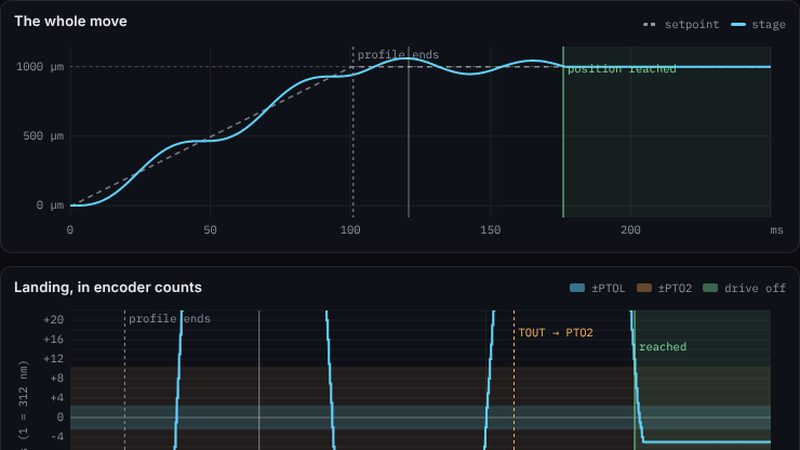 The whole move
setpoint stage
profile ends
1000 µm
position reached
500 µm
0 µm
0 50 100 150 200 ms
Landing, in encoder counts
±PTOL ±PTO2 drive off
+20
profile ends
+16
TOUT → PTO2
+12
reached
+8
+4
0
-4
(1 = 312 nm)